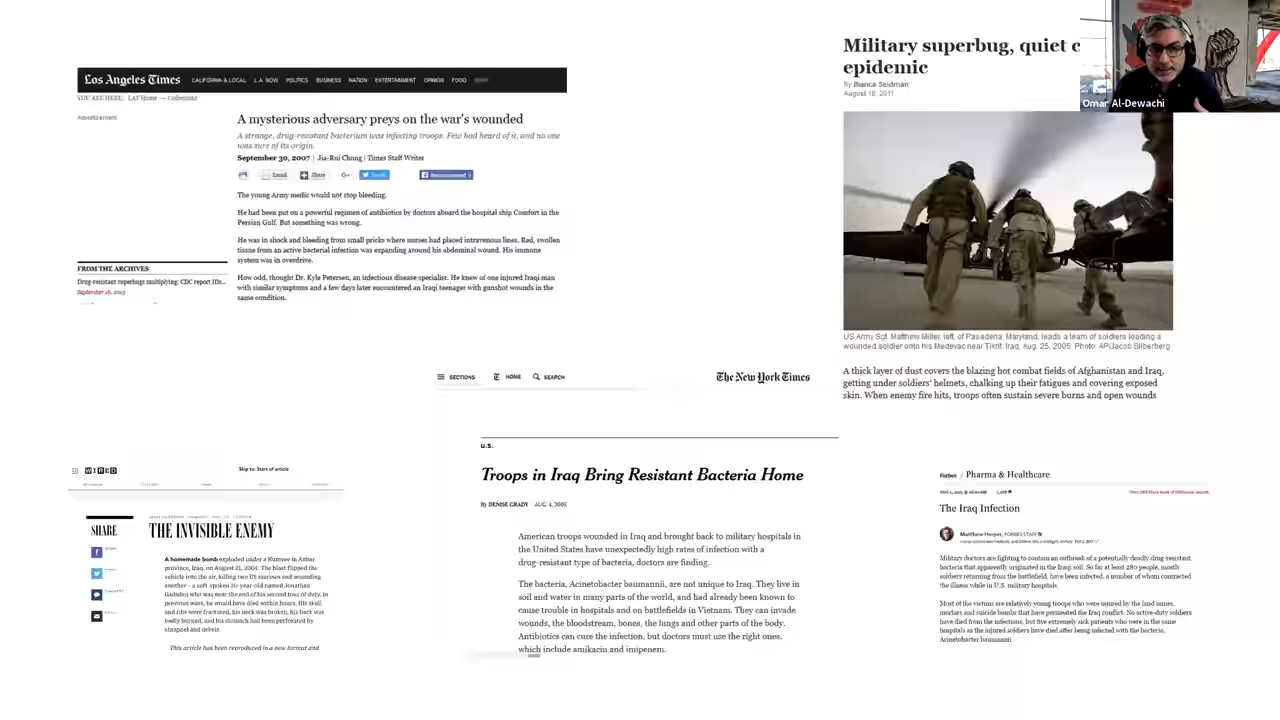 Los Angeles Times
CALIFORNIA & LOCAL L.A. NOW POLITICS BUSINESS NATION ENTERTAINMENT OPINION FOOD
YOU ARE HERE: LAT Home → Collections
Advertisement
A mysterious adversary preys on the war's wounded
A strange, drug-resistant bacterium was infecting troops. Few had heard of it, and no one
was sure of its origin.
September 30, 2007 | Jia-Rui Chong | Times Staff Writer
Email Share G+ Tweet Recommend 0
The young Army medic would not stop bleeding.
He had been put on a powerful regimen of antibiotics by doctors aboard the hospital ship Comfort in the
Persian Gulf. But something was wrong.
He was in shock and bleeding from small pricks where nurses had placed intravenous lines. Red, swollen
tissue from an active bacterial infection was expanding around his abdominal wound. His immune
system was in overdrive.
How odd, thought Dr. Kyle Petersen, an infectious disease specialist. He knew of one injured Iraqi man
with similar symptoms and a few days later encountered an Iraqi teenager with gunshot wounds in the
same condition.
FROM THE ARCHIVES
Drug-resistant superbugs multiplying: CDC report IDs...
September 16, 2013
Military superbug, quiet c
epidemic
By Bianca Seidman
August 18, 2011
Omar Al-Dewachi
US Army Sgt. Matthew Miller, left, of Pasadena, Maryland, leads a team of soldiers loading a
wounded soldier onto his Medevac near Tikrit, Iraq, Aug. 25, 2005. Photo: AP/Jacob Silberberg
A thick layer of dust covers the blazing hot combat fields of Afghanistan and Iraq,
getting under soldiers' helmets, chalking up their fatigues and covering exposed
skin. When enemy fire hits, troops often sustain severe burns and open wounds
SECTIONS HOME SEARCH
The New York Times
U.S.
Troops in Iraq Bring Resistant Bacteria Home
By DENISE GRADY AUG. 4, 2005
American troops wounded in Iraq and brought back to military hospitals in
the United States have unexpectedly high rates of infection with a
drug-resistant type of bacteria, doctors are finding.
The bacteria, Acinetobacter baumannii, are not unique to Iraq. They live in
soil and water in many parts of the world, and had already been known to
cause trouble in hospitals and on battlefields in Vietnam. They can invade
wounds, the bloodstream, bones, the lungs and other parts of the body.
Antibiotics can cure the infection, but doctors must use the right ones,
which include amikacin and imipenem.
WIRED
Skip to: Start of article
SHARE
THE INVISIBLE ENEMY
A homemade bomb exploded under a Humvee in Anbar
province, Iraq, on August 21, 2004. The blast flipped the
vehicle into the air, killing two US marines and wounding
another - a soft-spoken 20-year-old named Jonathan
Gadsden who was near the end of his second tour of duty. In
previous wars, he would have died within hours. His skull
and ribs were fractured, his neck was broken, his back was
badly burned, and his stomach had been perforated by
shrapnel and debris.
This article has been reproduced in a new format and
Forbes / Pharma & Healthcare
The Iraq Infection
Matthew Herper, FORBES STAFF
Military doctors are fighting to contain an outbreak of a potentially deadly drug-resistant
bacteria that apparently originated in the Iraqi soil. So far at least 280 people, mostly
soldiers returning from the battlefield, have been infected, a number of whom contracted
the illness while in U.S. military hospitals.
Most of the victims are relatively young troops who were injured by the land mines,
mortars and suicide bombs that have permeated the Iraq conflict. No active-duty soldiers
have died from the infections, but five extremely sick patients who were in the same
hospitals as the injured soldiers have died after being infected with the bacteria,
Acinetobacter baumannii.